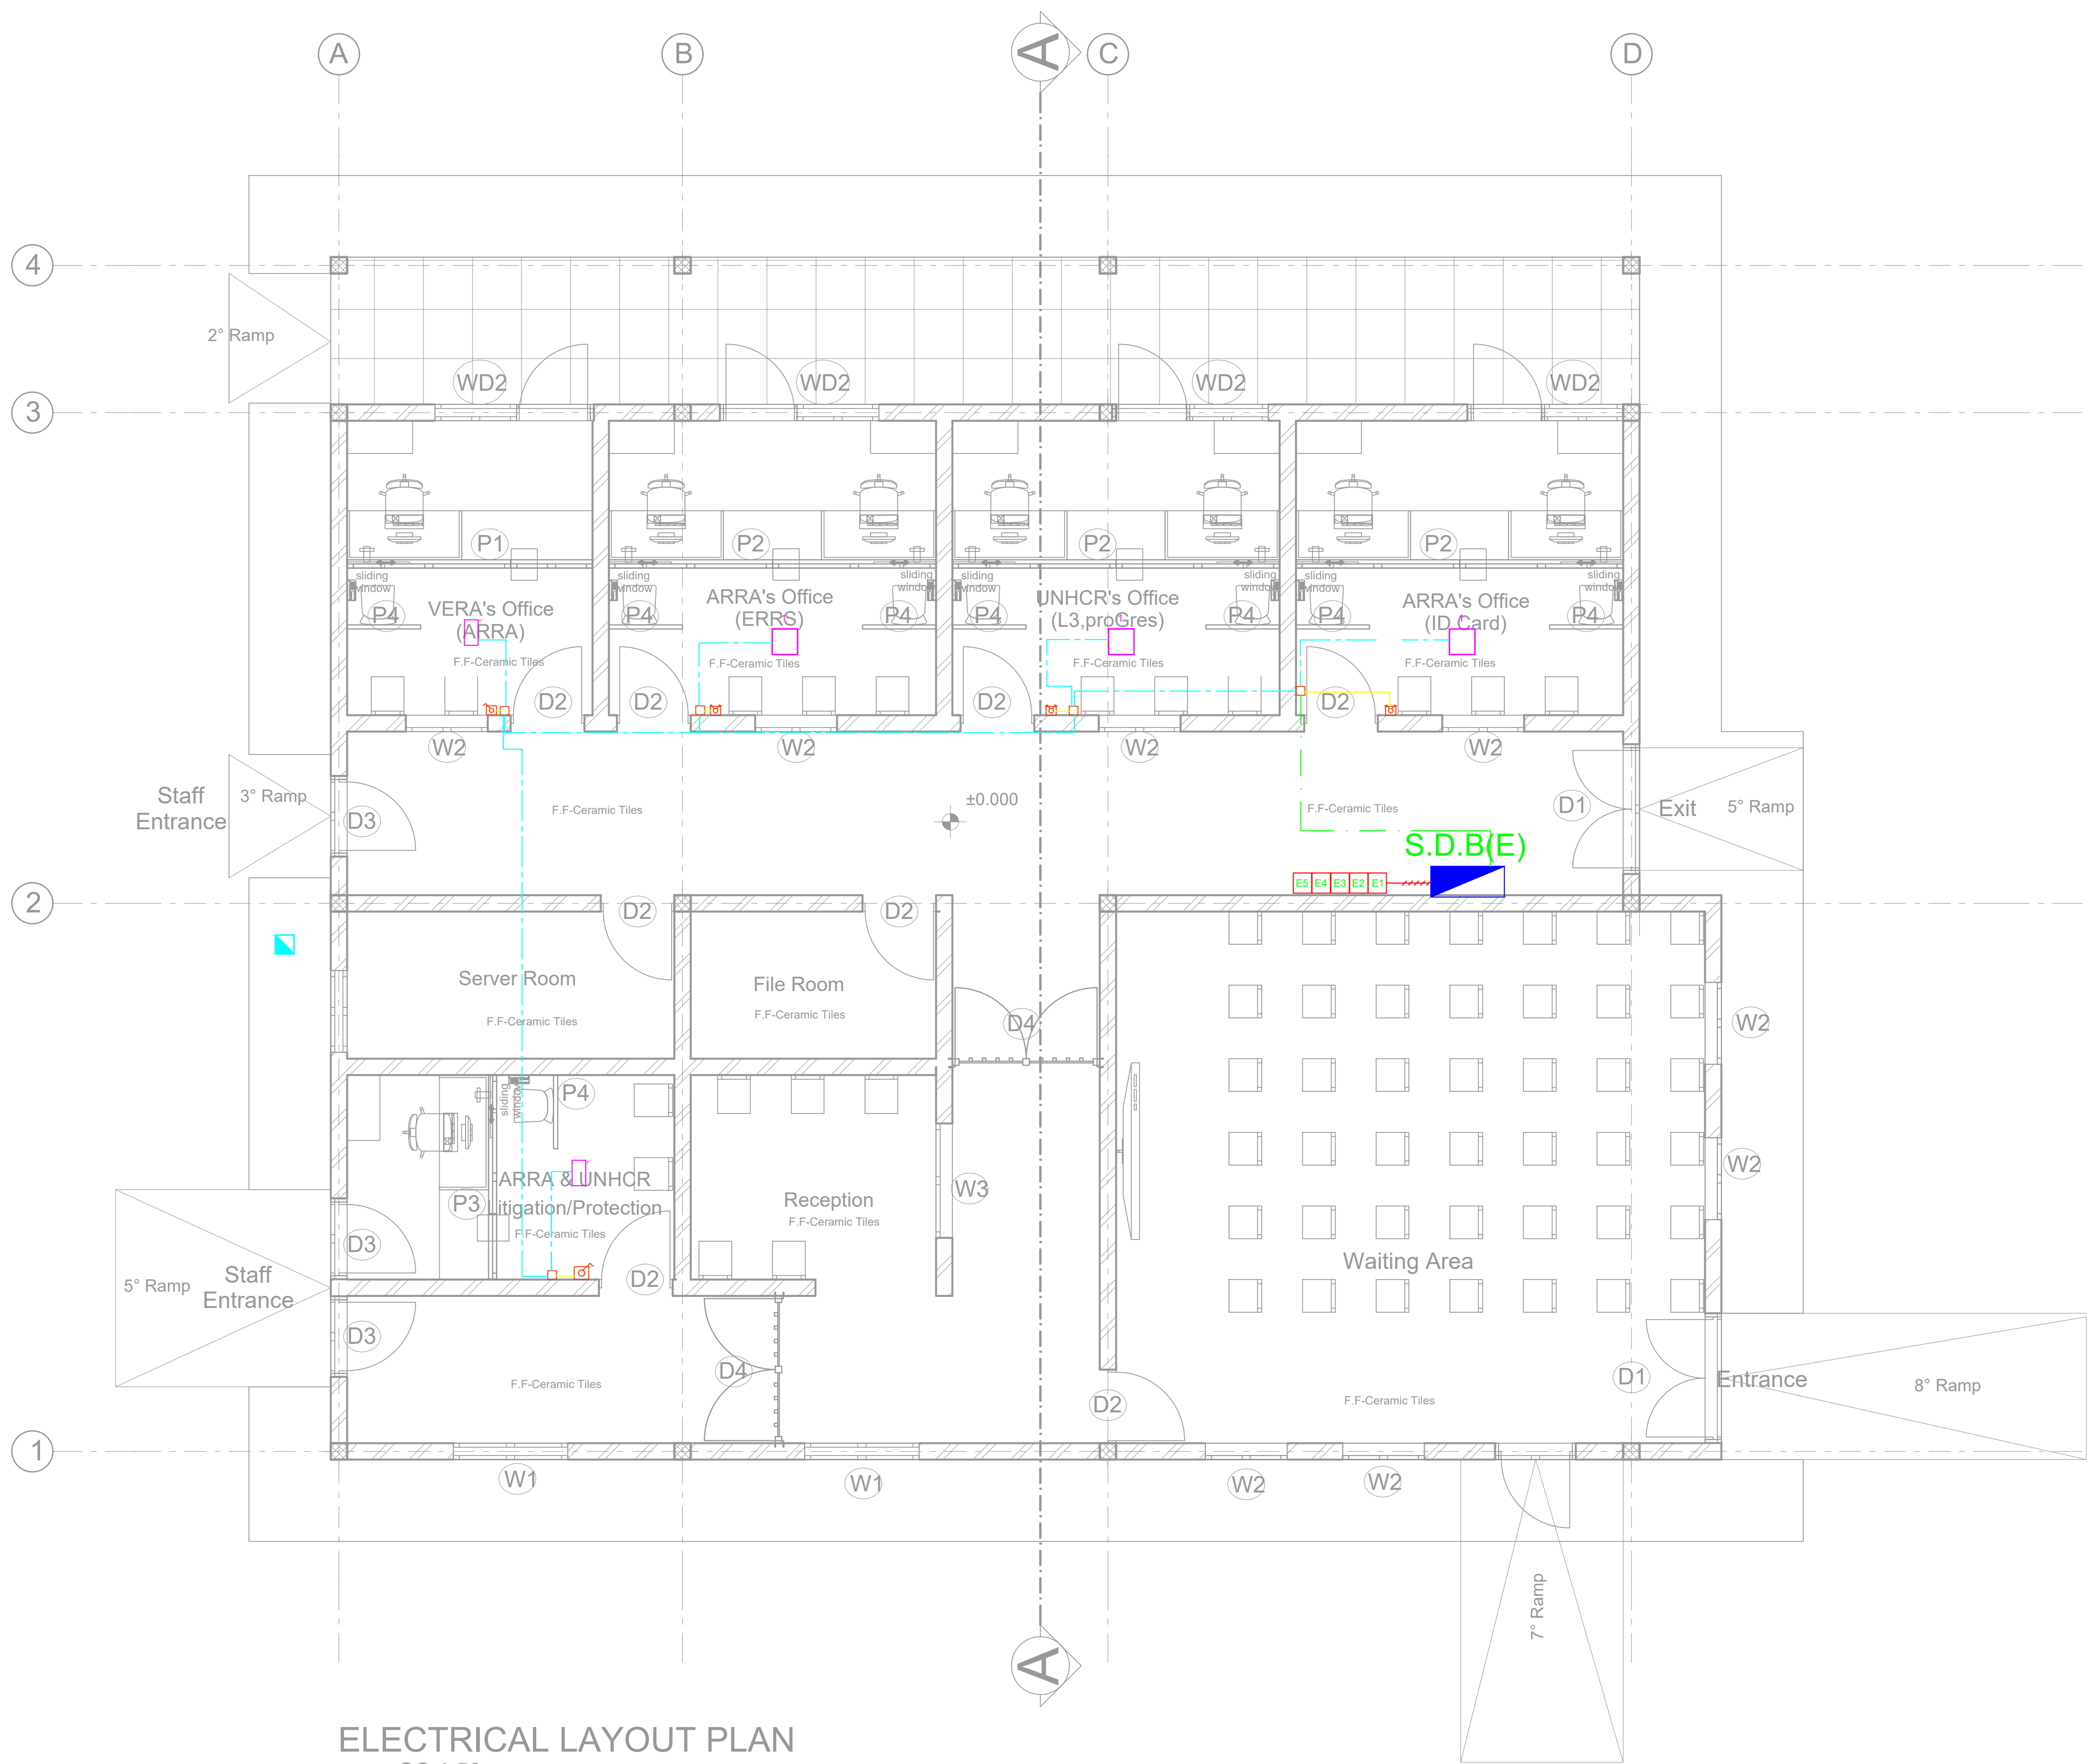 A
B
A
C
D
4
2° Ramp
WD2
WD2
WD2
WD2
3
P1
P2
P2
P2
sliding
window
sliding
window
sliding
window
sliding
window
sliding
window
sliding
window
sliding
window
P4
P4
P4
P4
P4
P4
P4
VERA's Office
(ARRA)
ARRA's Office
(ERRS)
UNHCR's Office
(L3,proGres)
ARRA's Office
(ID Card)
F.F-Ceramic Tiles
F.F-Ceramic Tiles
F.F-Ceramic Tiles
F.F-Ceramic Tiles
D2
D2
D2
D2
W2
W2
W2
W2
Staff
Entrance
3° Ramp
D3
F.F-Ceramic Tiles
±0.000
F.F-Ceramic Tiles
D1
Exit
5° Ramp
S.D.B(E)
E5 E4 E3 E2 E1
2
D2
D2
Server Room
F.F-Ceramic Tiles
File Room
F.F-Ceramic Tiles
D4
W2
sliding
window
P4
ARRA & UNHCR
Litigation/Protection
F.F-Ceramic Tiles
P3
Reception
F.F-Ceramic Tiles
W3
W2
Waiting Area
D3
5° Ramp
Staff
Entrance
D2
D3
D4
F.F-Ceramic Tiles
D2
F.F-Ceramic Tiles
D1
Entrance
8° Ramp
1
W1
W1
W2
W2
7° Ramp
A
ELECTRICAL LAYOUT PLAN